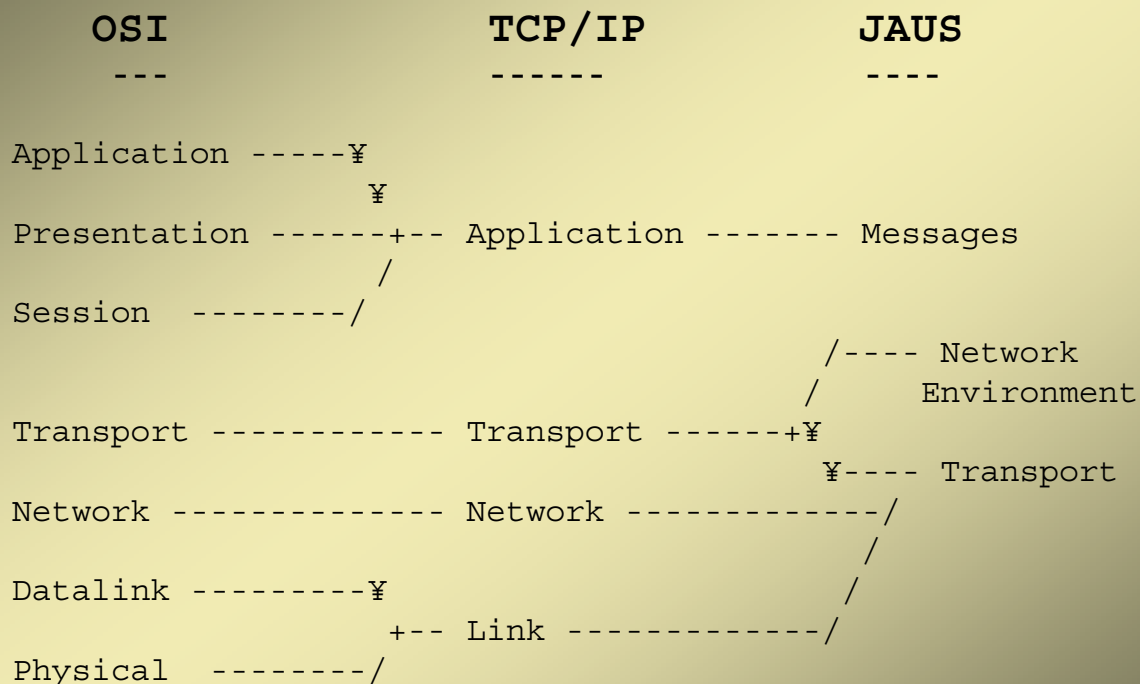 OSI TCP/IP JAUS
--- ------ ----
Application -----¥
¥
Presentation ------+-- Application ------- Messages
/
Session --------/
/---- Network
/ Environment
Transport ------------ Transport ------+¥
¥---- Transport
Network -------------- Network -------------/
/
Datalink ---------¥ /
+-- Link -------------/
Physical --------/